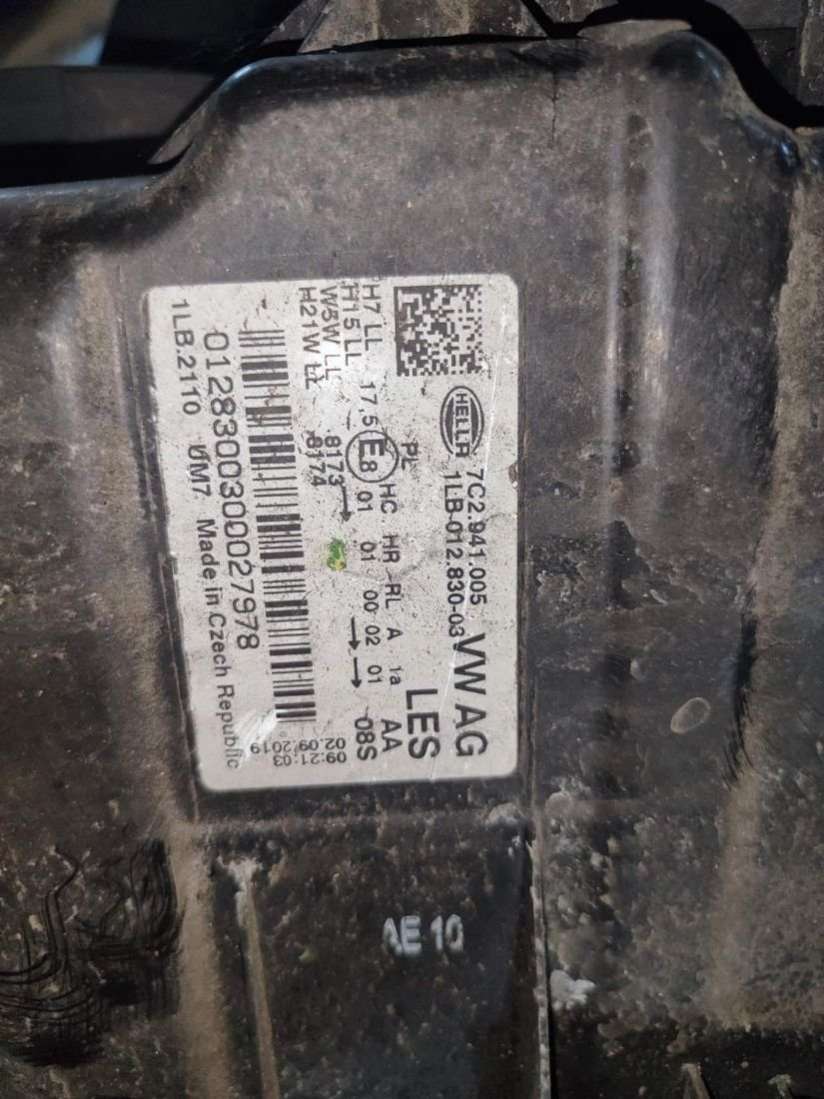 HELLA
7C2.941.005
1LB-012.830-03
VW AG
LES
H7 LL 17,5
H15 LL
W5W LL 8173
H21W LL 8174
PL
HC HR RL A 1a AA
E8 01 01 00 02 01 08S
→ → →
09:21:03
02.09.2019
0128300300027978
1LB.2110 ØM7 Made in Czech Republic
AE 10